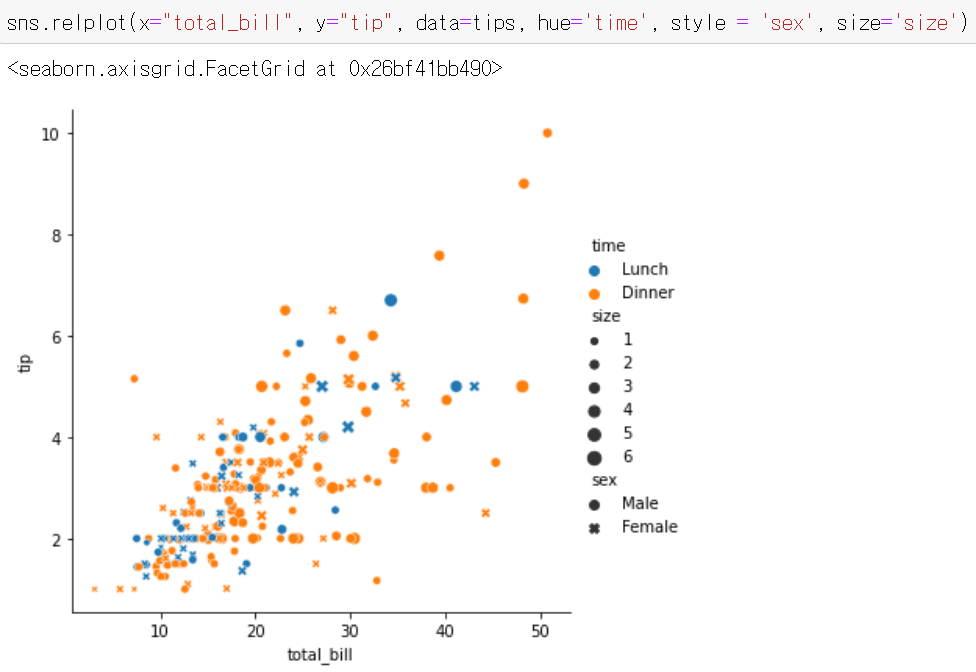 sns.relplot(x="total_bill", y="tip", data=tips, hue='time', style = 'sex', size='size')
<seaborn.axisgrid.FacetGrid at 0x26bf41bb490>
10
8
6
4
2
tip
10 20 30 40 50
total_bill
time
Lunch
Dinner
size
1
2
3
4
5
6
sex
Male
Female